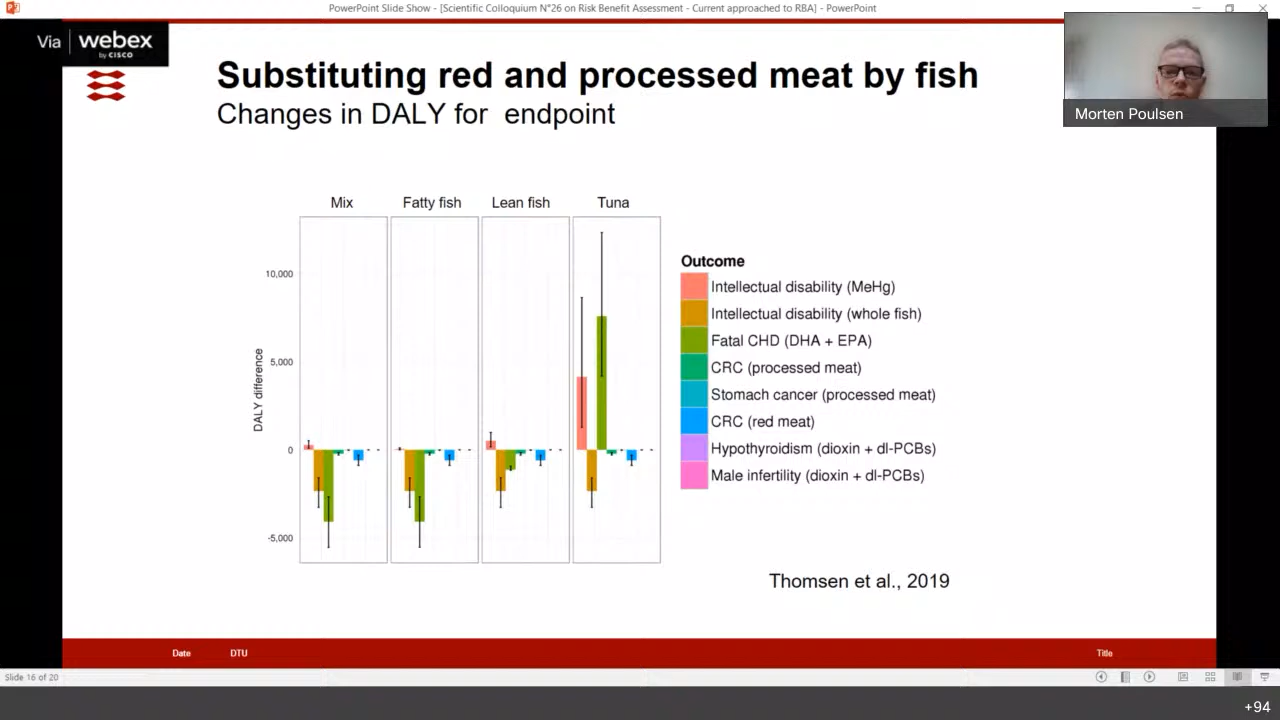 PowerPoint Slide Show - [Scientific Colloquium N°26 on Risk Benefit Assessment - Current approached to RBA] - PowerPoint
Via webex
by CISCO
Morten Poulsen
Substituting red and processed meat by fish
Changes in DALY for endpoint
Mix Fatty fish Lean fish Tuna
10,000
5,000
0
-5,000
DALY difference
Outcome
Intellectual disability (MeHg)
Intellectual disability (whole fish)
Fatal CHD (DHA + EPA)
CRC (processed meat)
Stomach cancer (processed meat)
CRC (red meat)
Hypothyroidism (dioxin + dl-PCBs)
Male infertility (dioxin + dl-PCBs)
Thomsen et al., 2019
Date DTU Title
Slide 16 of 20
+94